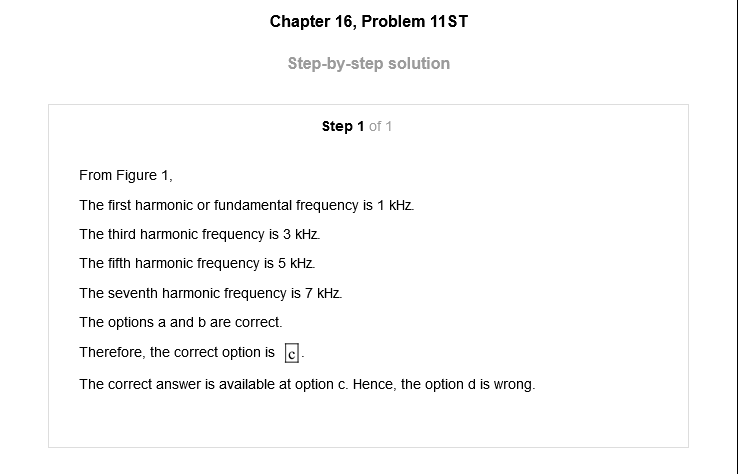 Chapter 16, Problem 11ST
Step-by-step solution
Step 1 of 1
From Figure 1,
The first harmonic or fundamental frequency is 1 kHz.
The third harmonic frequency is 3 kHz.
The fifth harmonic frequency is 5 kHz.
The seventh harmonic frequency is 7 kHz.
The options a and b are correct.
Therefore, the correct option is c.
The correct answer is available at option c. Hence, the option d is wrong.